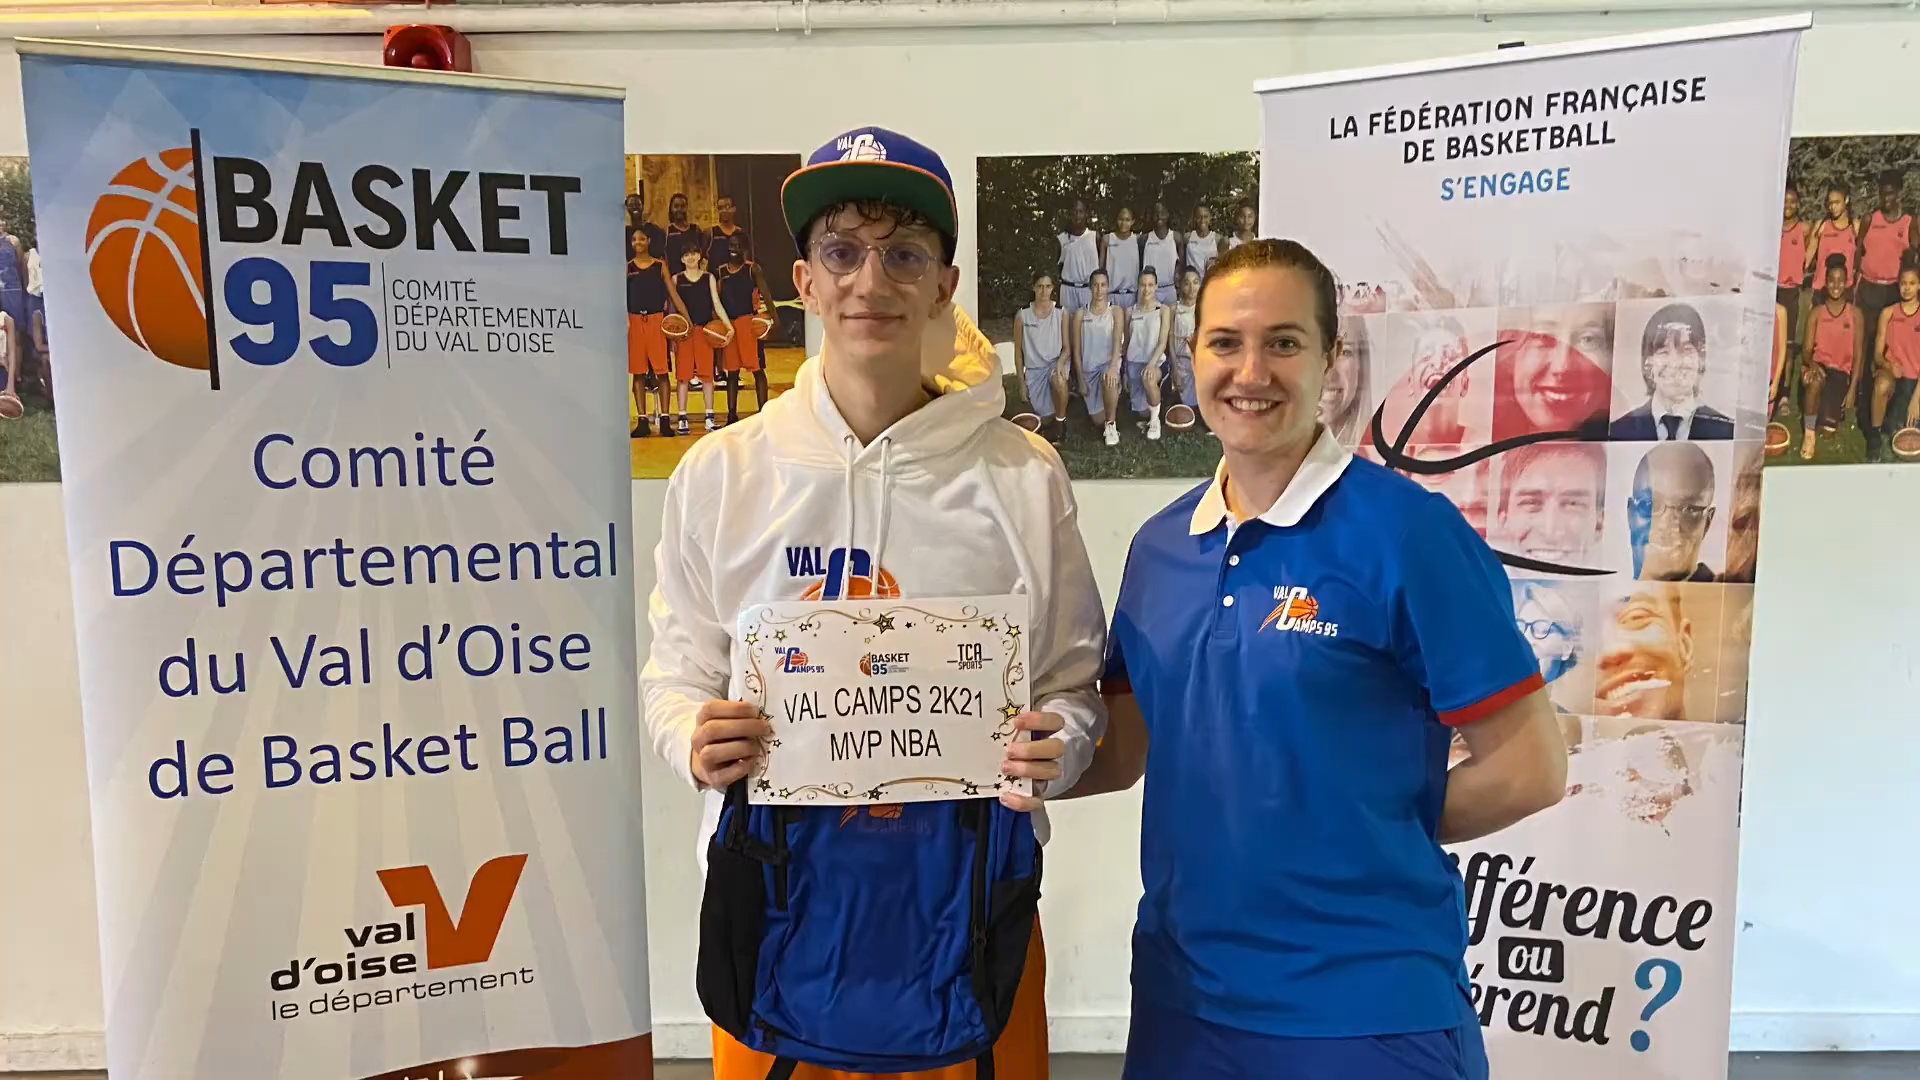 BASKET
95
COMITÉ
DÉPARTEMENTAL
DU VAL D'OISE
Comité
Départemental
du Val d'Oise
de Basket Ball
val
d'oise
le département
VAL
VAL
VAL
CAMPS 95
BASKET
95
TCA
SPORTS
VAL CAMPS 2K21
MVP NBA
VAL
CAMPS 95
LA FÉDÉRATION FRANÇAISE
DE BASKETBALL
S'ENGAGE
fférence
ou
érend ?